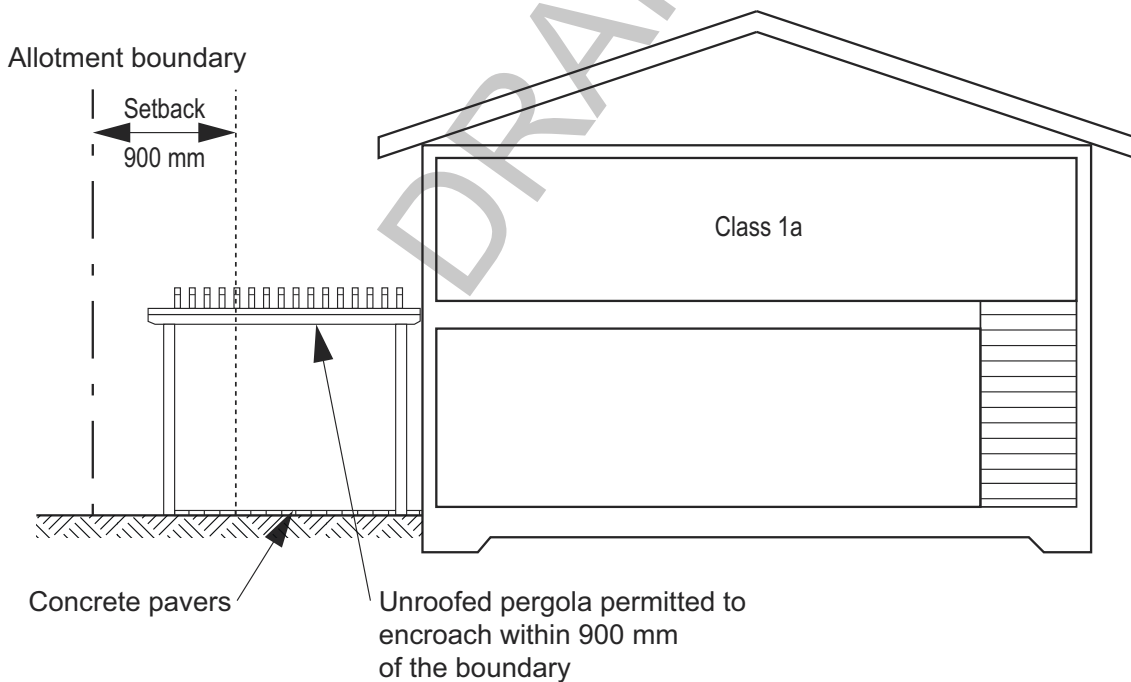 Allotment boundary
Setback
900 mm
DRA
Class 1a
Concrete pavers
Unroofed pergola permitted to
encroach within 900 mm
of the boundary